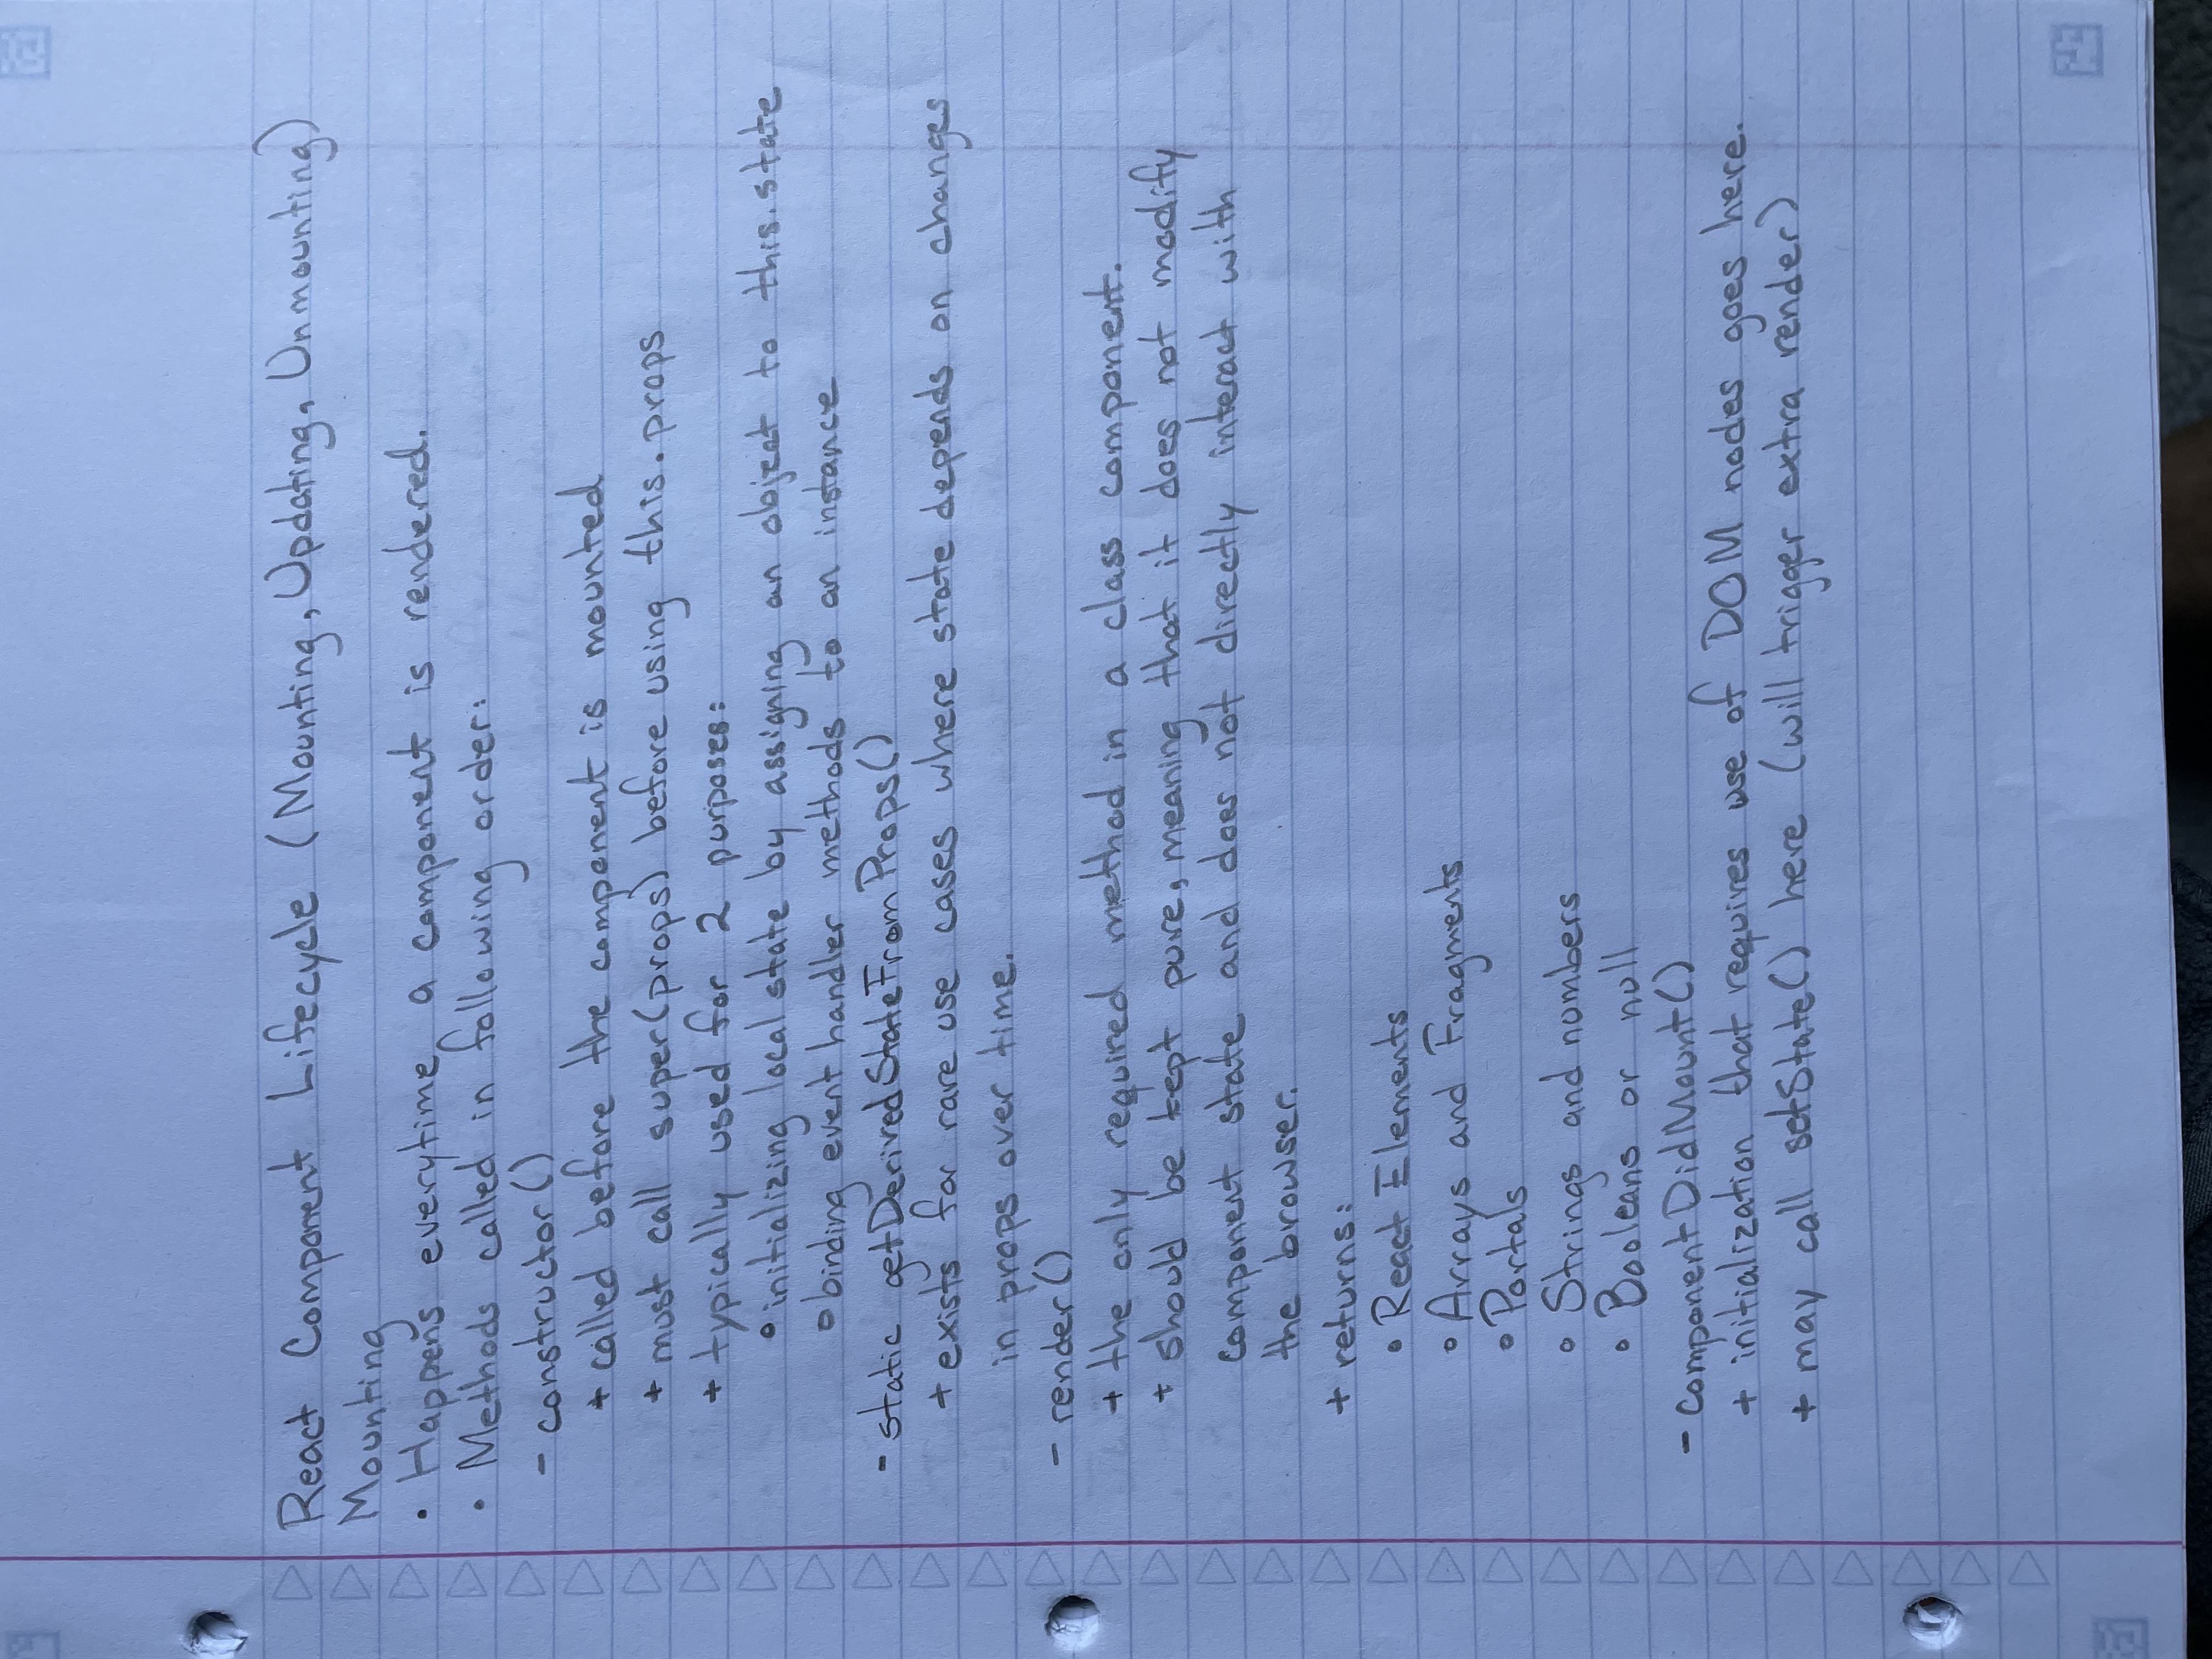 React Component Lifecycle (Mounting, Updating, Unmounting)
Mounting
• Happens everytime a component is rendered.
• Methods called in following order:
- constructor()
+ called before the component is mounted
+ must call super(props) before using this.props
+ typically used for 2 purposes:
• initializing local state by assigning an object to this.state
• binding event handler methods to an instance
- static getDerivedStateFromProps()
+ exists for rare use cases where state depends on changes
in props over time.
- render()
+ the only required method in a class component.
+ should be kept pure, meaning that it does not modify
component state and does not directly interact with
the browser.
+ returns:
• React Elements
• Arrays and Fragments
• Portals
• Strings and numbers
• Booleans or null
- componentDidMount()
+ initialization that requires use of DOM nodes goes here.
+ may call setState() here (will trigger extra render)